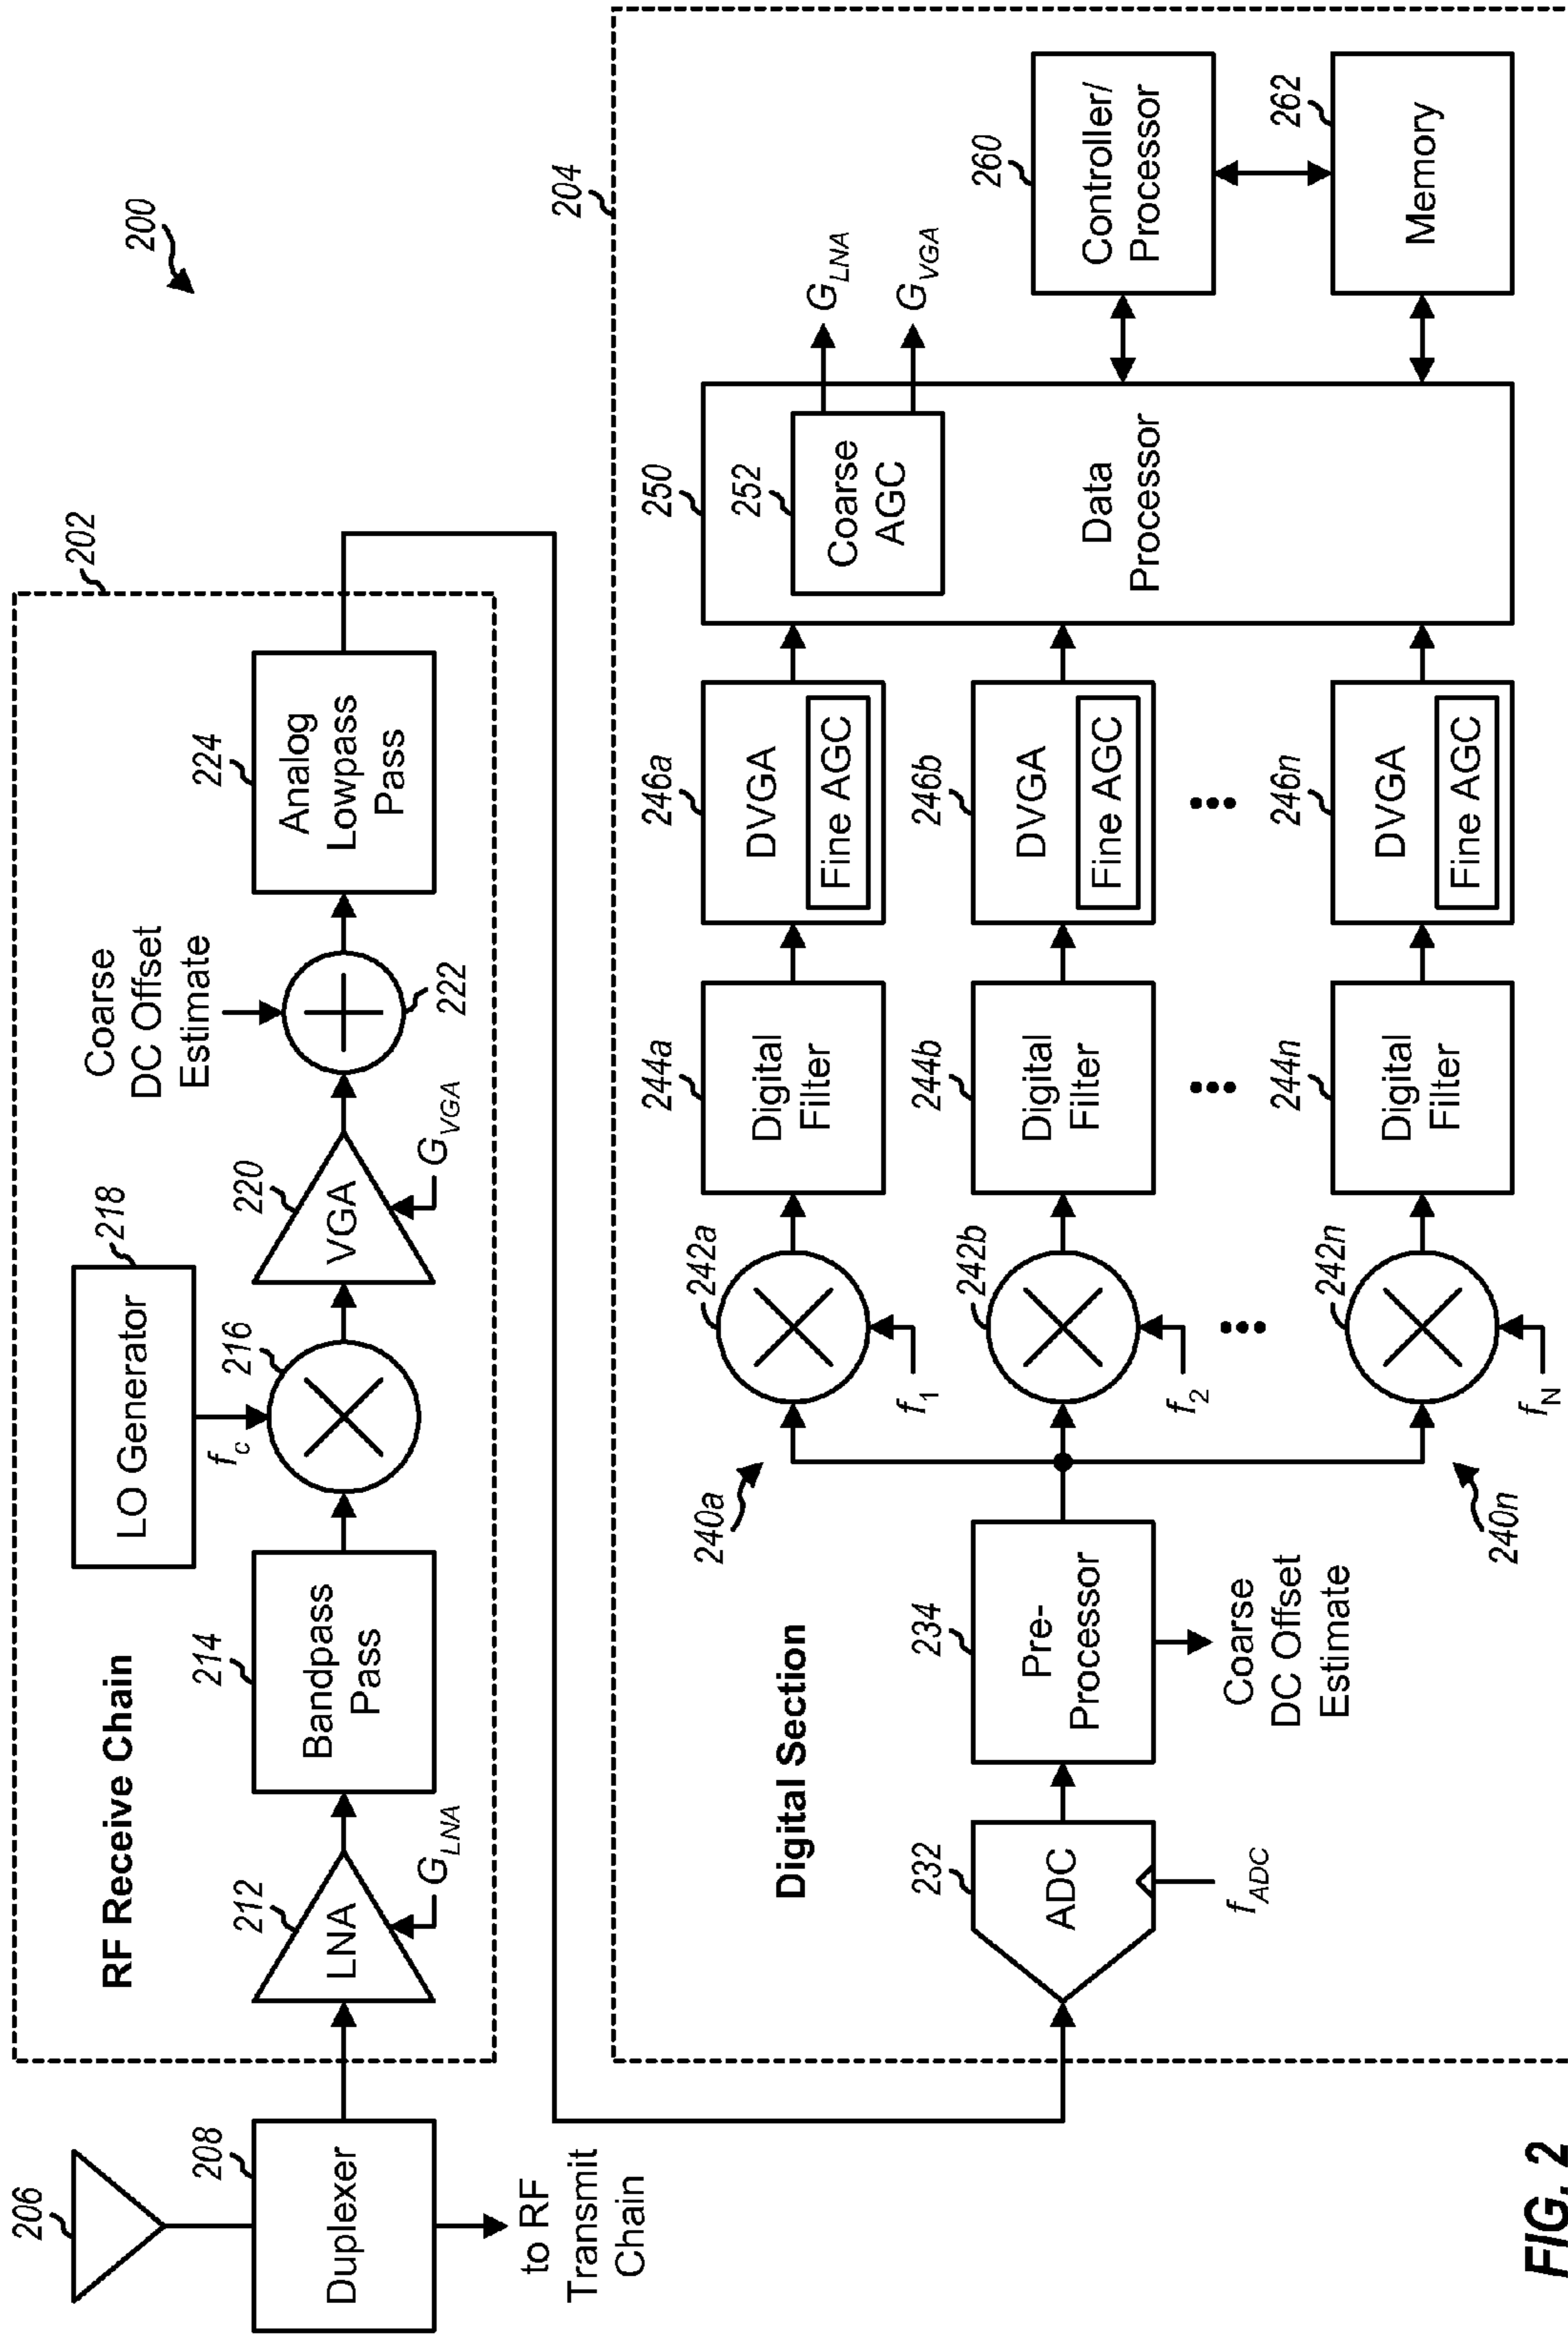 200
RF Receive Chain
202
206
208
Duplexer
to RF
Transmit
Chain
212
LNA
G_LNA
214
Bandpass
Pass
LO Generator
218
f_c
216
220
VGA
G_VGA
Coarse
DC Offset
Estimate
222
224
Analog
Lowpass
Pass
204
Digital Section
232
ADC
f_ADC
234
Pre-
Processor
Coarse
DC Offset
Estimate
240a
242a
f_1
244a
Digital
Filter
246a
DVGA
Fine AGC
242b
f_2
244b
Digital
Filter
246b
DVGA
Fine AGC
240n
242n
f_N
244n
Digital
Filter
246n
DVGA
Fine AGC
250
252
Coarse
AGC
G_LNA
G_VGA
Data
Processor
260
Controller/
Processor
262
Memory
FIG. 2